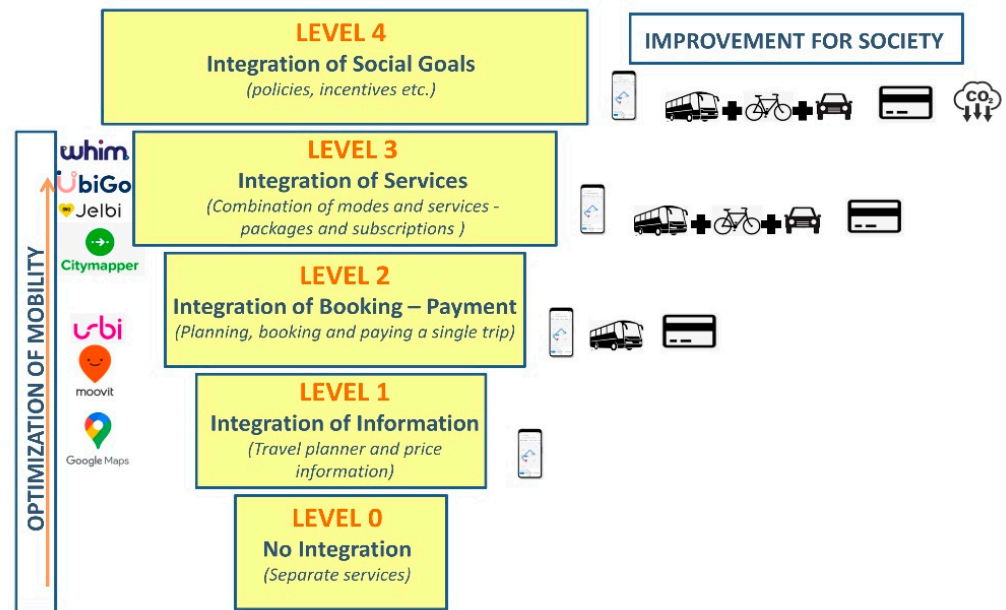 LEVEL 4
Integration of Social Goals
(policies, incentives etc.)
IMPROVEMENT FOR SOCIETY
CO₂
OPTIMIZATION OF MOBILITY
whim
UbiGo
Jelbi
Citymapper
LEVEL 3
Integration of Services
(Combination of modes and services -
packages and subscriptions )
LEVEL 2
Integration of Booking – Payment
(Planning, booking and paying a single trip)
urbi
moovit
Google Maps
LEVEL 1
Integration of Information
(Travel planner and price
information)
LEVEL 0
No Integration
(Separate services)